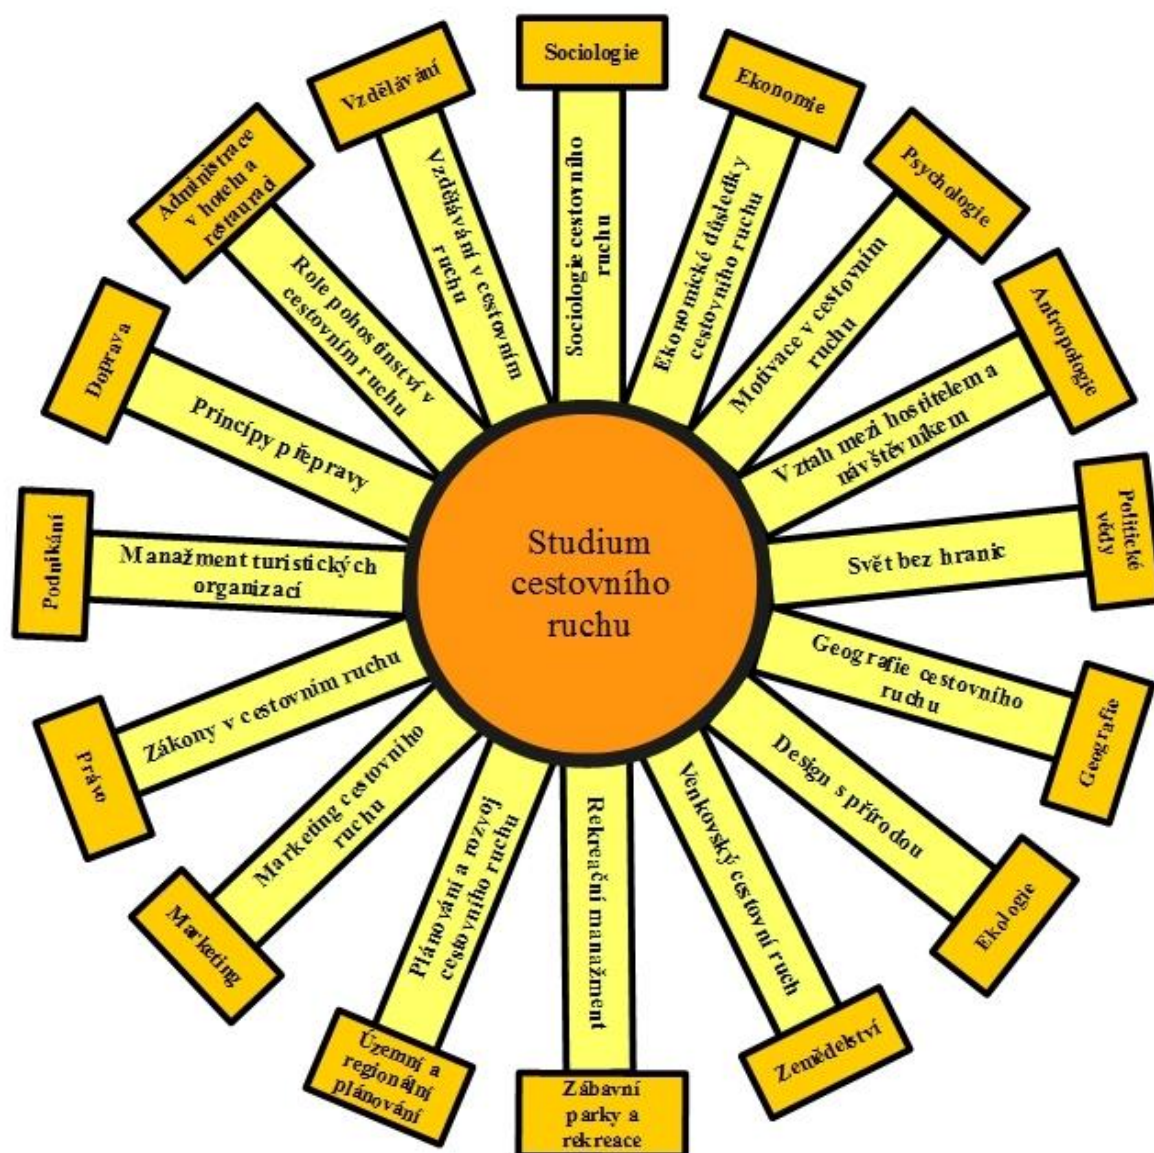 Sociologie
Sociologie cestovního
ruchu
Ekonomie
Ekonomické důsledky
cestovního ruchu
Psychologie
Motivace v cestovním
ruchu
Antropologie
Vztah mezi hostitelem a
návštěvníkem
Politické
vědy
Svět bez hranic
Geografie
Geografie cestovního
ruchu
Ekologie
Design s přírodou
Zemědelství
Venkovský cestovní ruch
Zábavní
parky a
rekreace
Rekreační manažment
Územní a
regionální
plánování
Plánování a rozvoj
cestovního ruchu
Marketing
Marketing cestovního
ruchu
Právo
Zákony v cestovním ruchu
Podnikání
Manažment turistických
organizací
Doprava
Princípy přepravy
Administrace
v hotelu a
restaurad
Role pohostinství v
cestovním ruchu
Vzdělávání
Vzdělávání v cestovním
ruchu
Studium
cestovního
ruchu